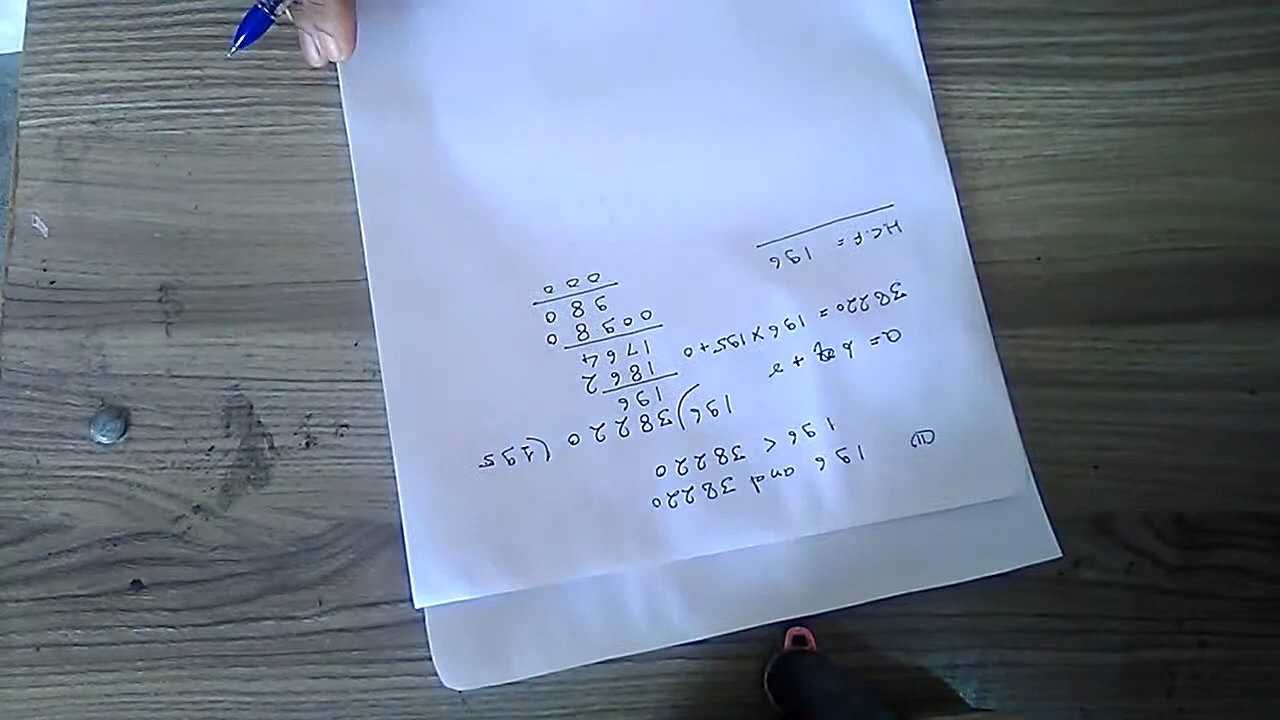 (ii) 196 and 38220
196 < 38220
196)38220(195
196
1862
1764
00980
980
000
a = bq + r
38220 = 196 × 195 + 0
H.C.F = 196